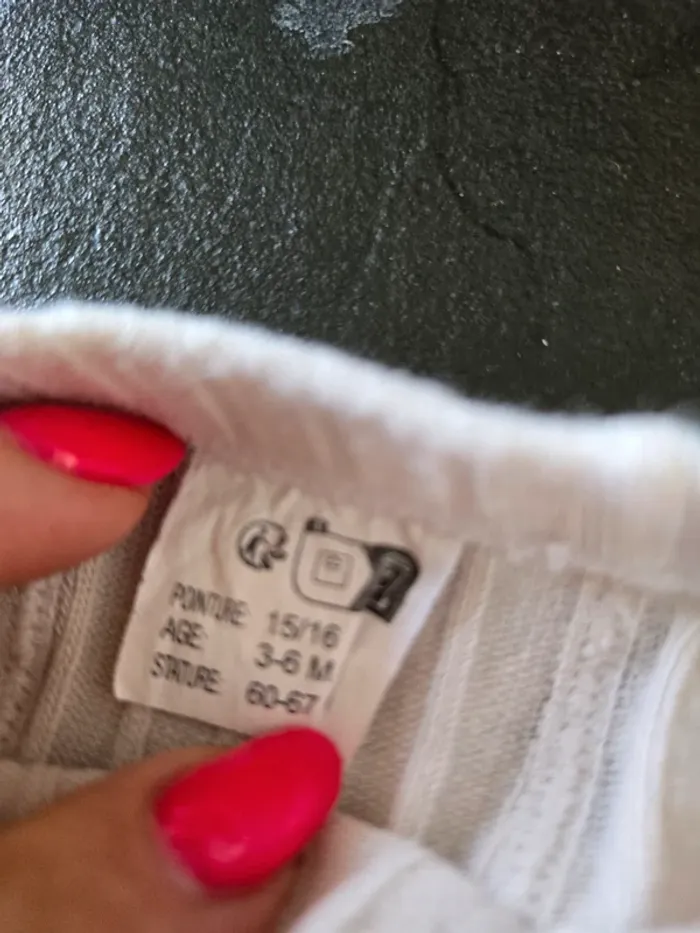 POINTURE: 15/16
AGE: 3-6 M
STATURE: 60-67